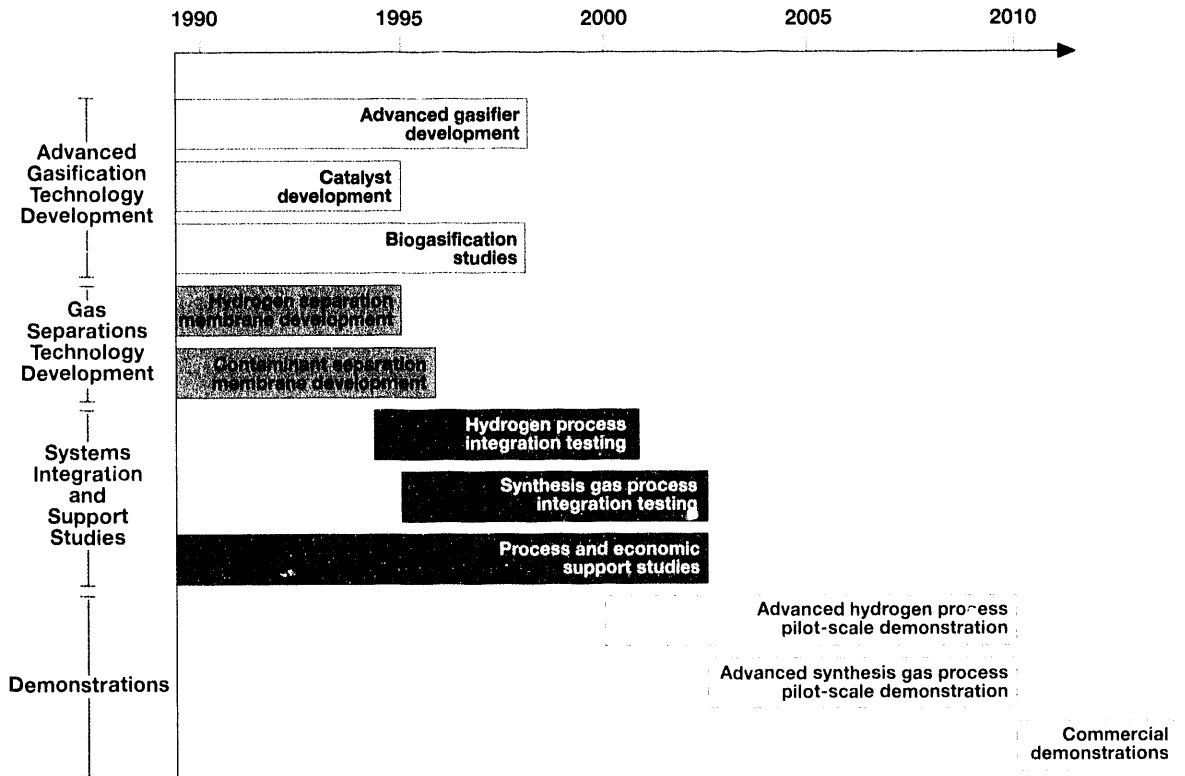 1990 1995 2000 2005 2010
Advanced
Gasification
Technology
Development
Advanced gasifier
development
Catalyst
development
Biogasification
studies
Gas
Separations
Technology
Development
Hydrogen separation
membrane development
Contaminant separation
membrane development
Systems
Integration
and
Support
Studies
Hydrogen process
integration testing
Synthesis gas process
integration testing
Process and economic
support studies
Demonstrations
Advanced hydrogen process
pilot-scale demonstration
Advanced synthesis gas process
pilot-scale demonstration
Commercial
demonstrations